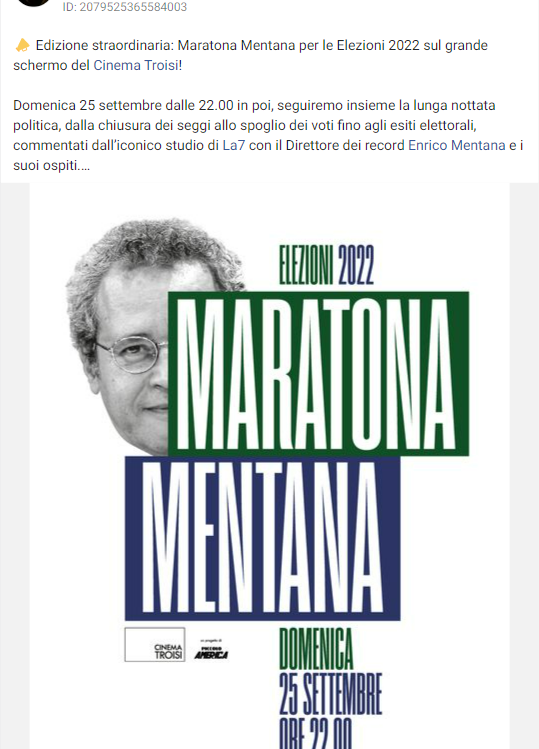 ID: 2079525365584003
📣 Edizione straordinaria: Maratona Mentana per le Elezioni 2022 sul grande
schermo del Cinema Troisi!
Domenica 25 settembre dalle 22.00 in poi, seguiremo insieme la lunga nottata
politica, dalla chiusura dei seggi allo spoglio dei voti fino agli esiti elettorali,
commentati dall'iconico studio di La7 con il Direttore dei record Enrico Mentana e i
suoi ospiti....
ELEZIONI 2022
MARATONA
MENTANA
CINEMA
TROISI
un progetto di
PICCOLO
AMERICA
DOMENICA
25 SETTEMBRE
ORE 22.00